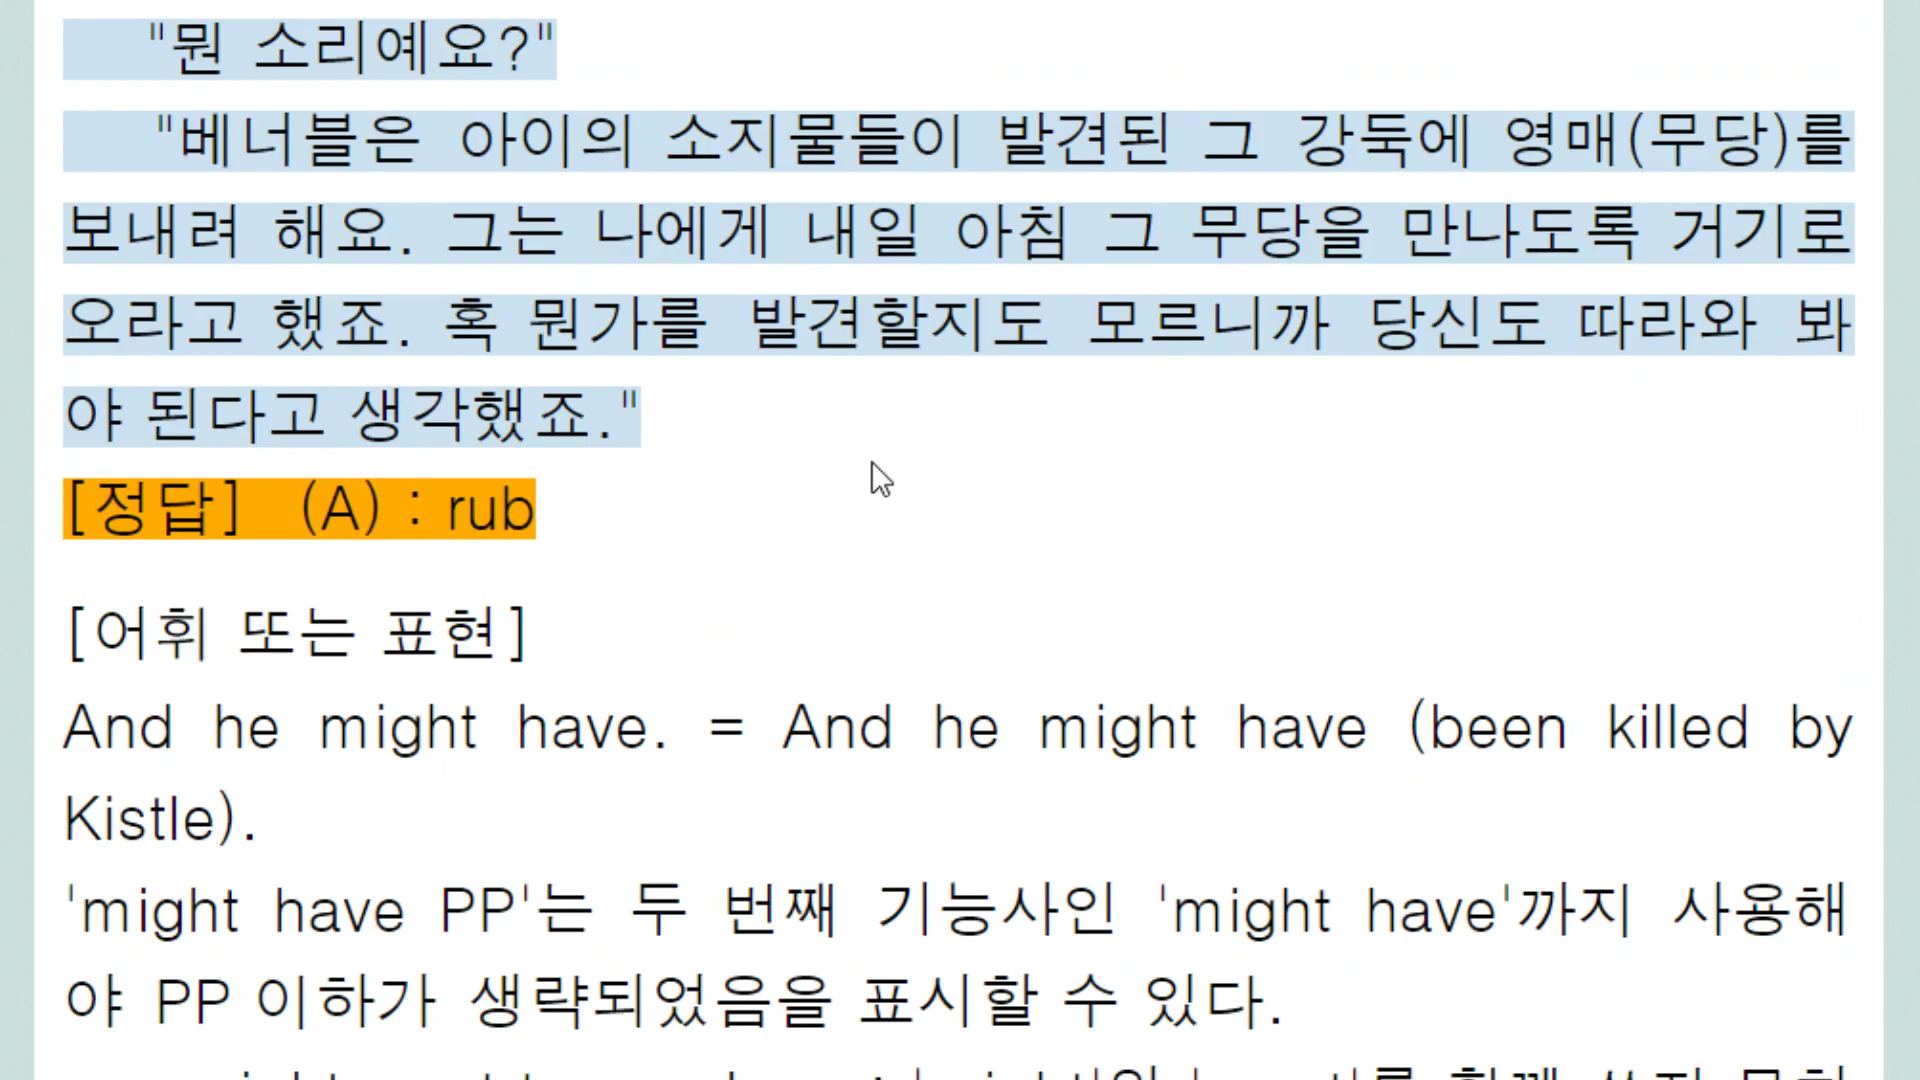 "뭔 소리예요?"
"베너블은 아이의 소지물들이 발견된 그 강둑에 영매(무당)를
보내려 해요. 그는 나에게 내일 아침 그 무당을 만나도록 거기로
오라고 했죠. 혹 뭔가를 발견할지도 모르니까 당신도 따라와 봐
야 된다고 생각했죠."
[정답] (A) : rub
[어휘 또는 표현]
And he might have. = And he might have (been killed by
Kistle).
'might have PP'는 두 번째 기능사인 'might have'까지 사용해
야 PP 이하가 생략되었음을 표시할 수 있다.